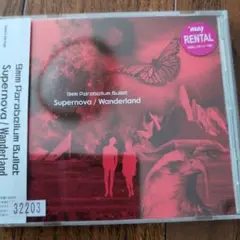 9mm Parabellum Bullet
Supernova / Wanderland
9mm Parabellum Bullet
Supernova / Wanderland
RENTAL
32203